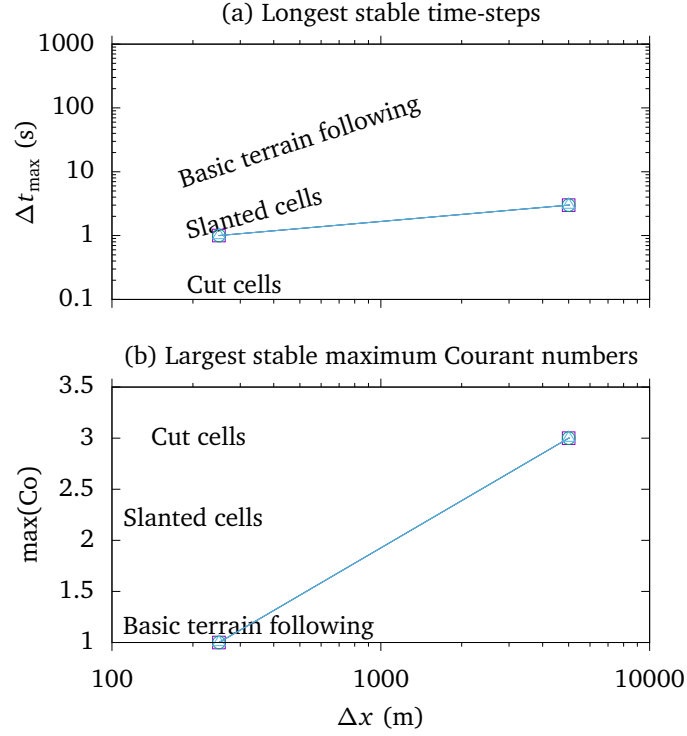 (a) Longest stable time-steps
1000
100
10
1
0.1
Δt_max (s)
Basic terrain following
Slanted cells
Cut cells
(b) Largest stable maximum Courant numbers
3.5
3
2.5
2
1.5
1
max(Co)
Cut cells
Slanted cells
Basic terrain following
100
1000
10000
Δx (m)